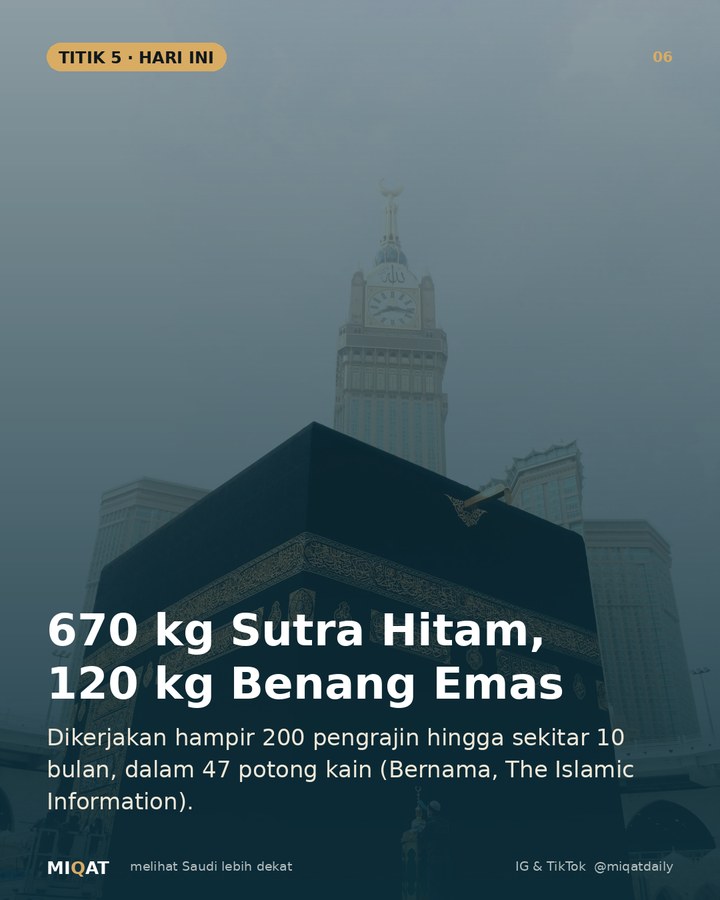 TITIK 5 · HARI INI
06
670 kg Sutra Hitam,
120 kg Benang Emas
Dikerjakan hampir 200 pengrajin hingga sekitar 10
bulan, dalam 47 potong kain (Bernama, The Islamic
Information).
MIQAT melihat Saudi lebih dekat
IG & TikTok @miqatdaily